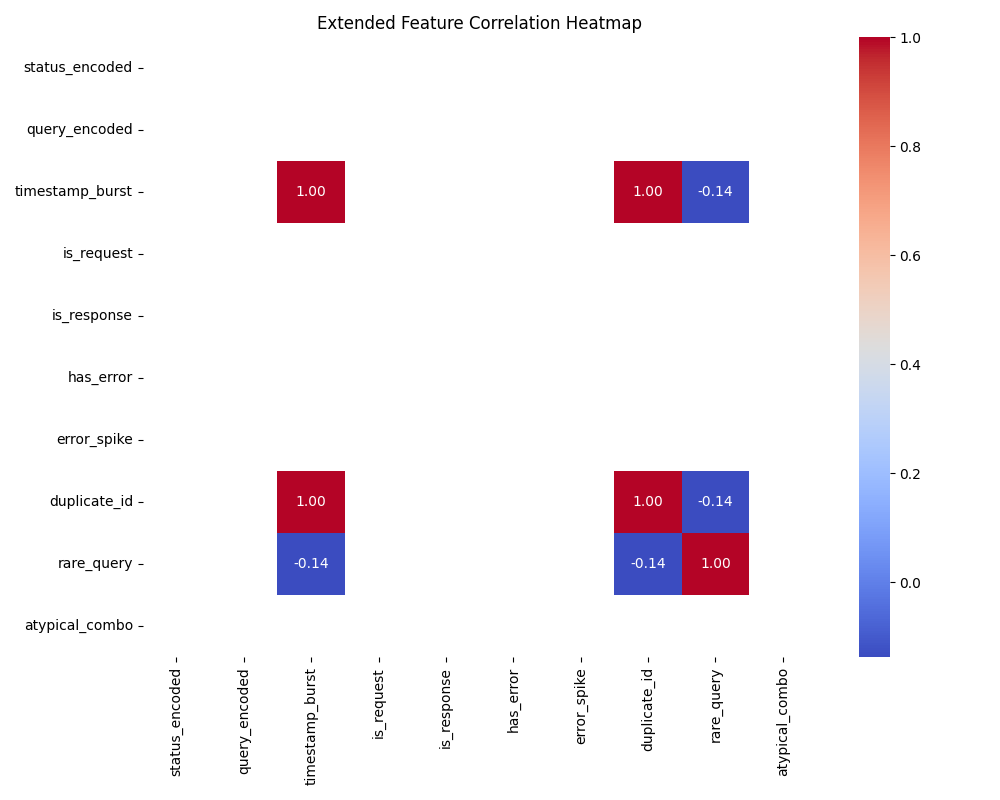 Extended Feature Correlation Heatmap
status_encoded
query_encoded
timestamp_burst 1.00 1.00 -0.14
is_request
is_response
has_error
error_spike
duplicate_id 1.00 1.00 -0.14
rare_query -0.14 -0.14 1.00
atypical_combo
status_encoded
query_encoded
timestamp_burst
is_request
is_response
has_error
error_spike
duplicate_id
rare_query
atypical_combo
1.0
0.8
0.6
0.4
0.2
0.0